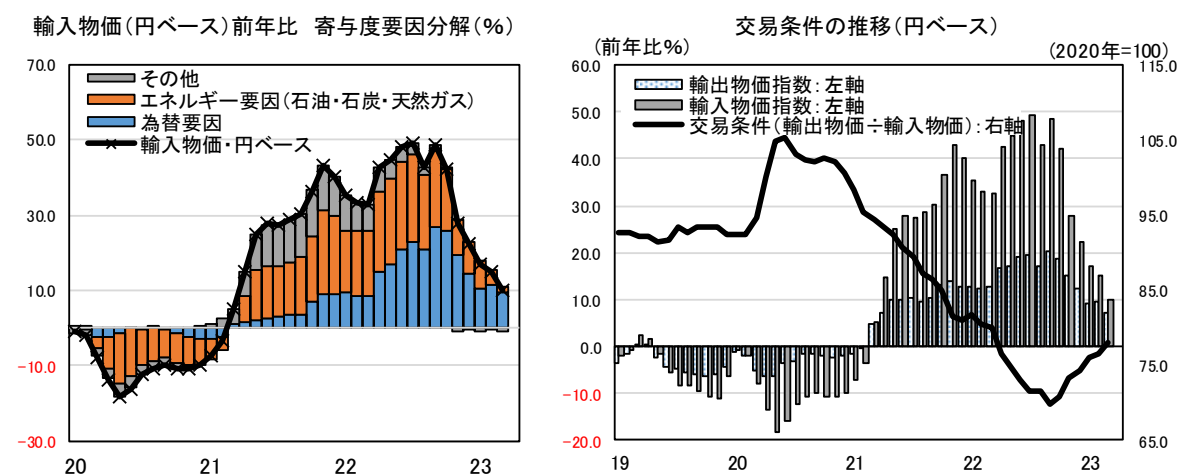 輸入物価(円ベース)前年比 寄与度要因分解(%)
70.0
50.0
30.0
10.0
-10.0
-30.0
その他
エネルギー要因(石油・石炭・天然ガス)
為替要因
輸入物価・円ベース
20
21
22
23
交易条件の推移(円ベース)
(前年比%)
(2020年=100)
60.0
50.0
40.0
30.0
20.0
10.0
0.0
-10.0
-20.0
輸出物価指数:左軸
輸入物価指数:左軸
交易条件(輸出物価÷輸入物価):右軸
115.0
105.0
95.0
85.0
75.0
65.0
19
20
21
22
23